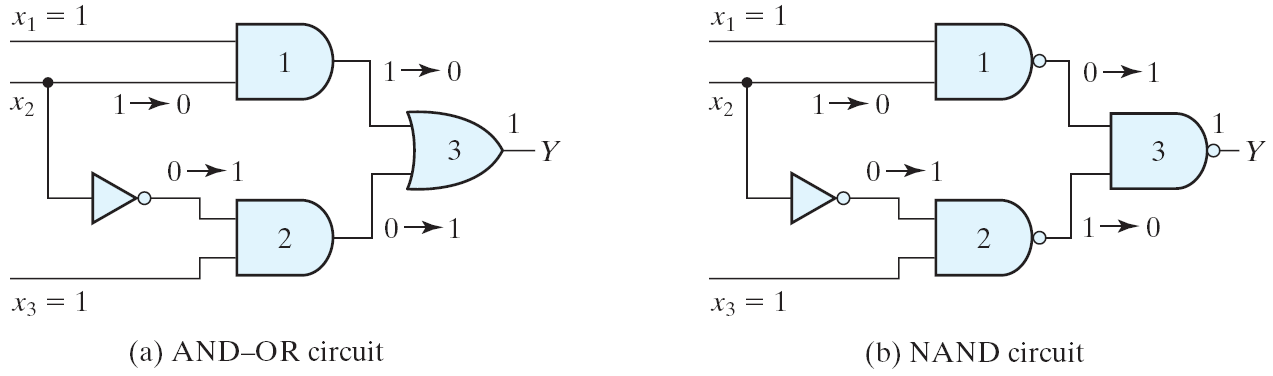 x₁ = 1
1
1→0
x₂
1→0
0→1
3
1
Y
2
0→1
x₃ = 1
(a) AND–OR circuit
x₁ = 1
1
0→1
x₂
1→0
0→1
3
1
Y
2
1→0
x₃ = 1
(b) NAND circuit